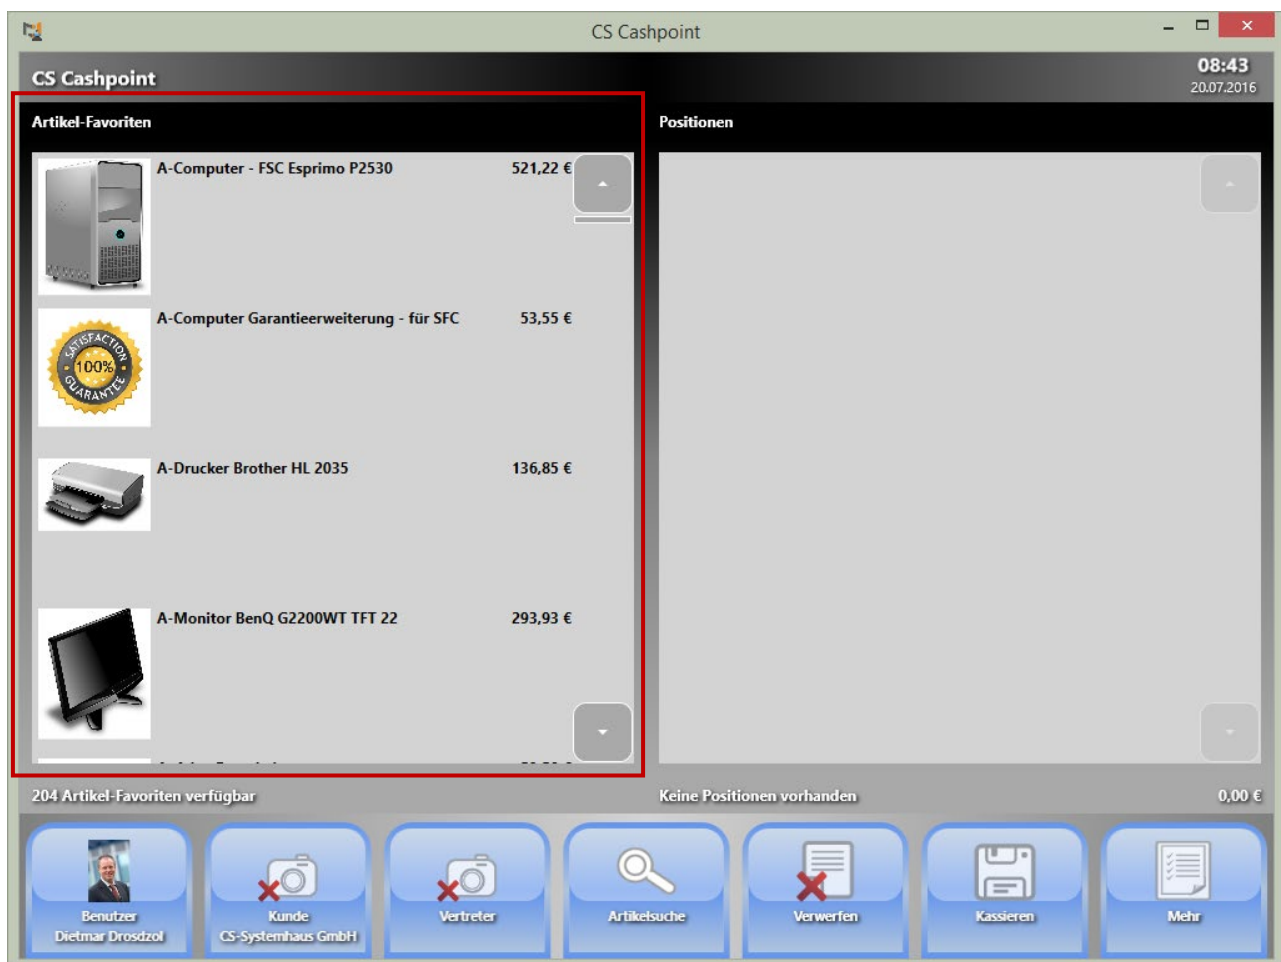 CS Cashpoint
CS Cashpoint
08:43
20.07.2016
Artikel-Favoriten
Positionen
A-Computer - FSC Esprimo P2530 521,22 €
A-Computer Garantieerweiterung - für SFC 53,55 €
SATISFACTION
100%
GUARANTEE
A-Drucker Brother HL 2035 136,85 €
A-Monitor BenQ G2200WT TFT 22 293,93 €
204 Artikel-Favoriten verfügbar
Keine Positionen vorhanden 0,00 €
Benutzer
Dietmar Drosdzol
Kunde
CS-Systemhaus GmbH
Vertreter
Artikelsuche
Verwerfen
Kassieren
Mehr